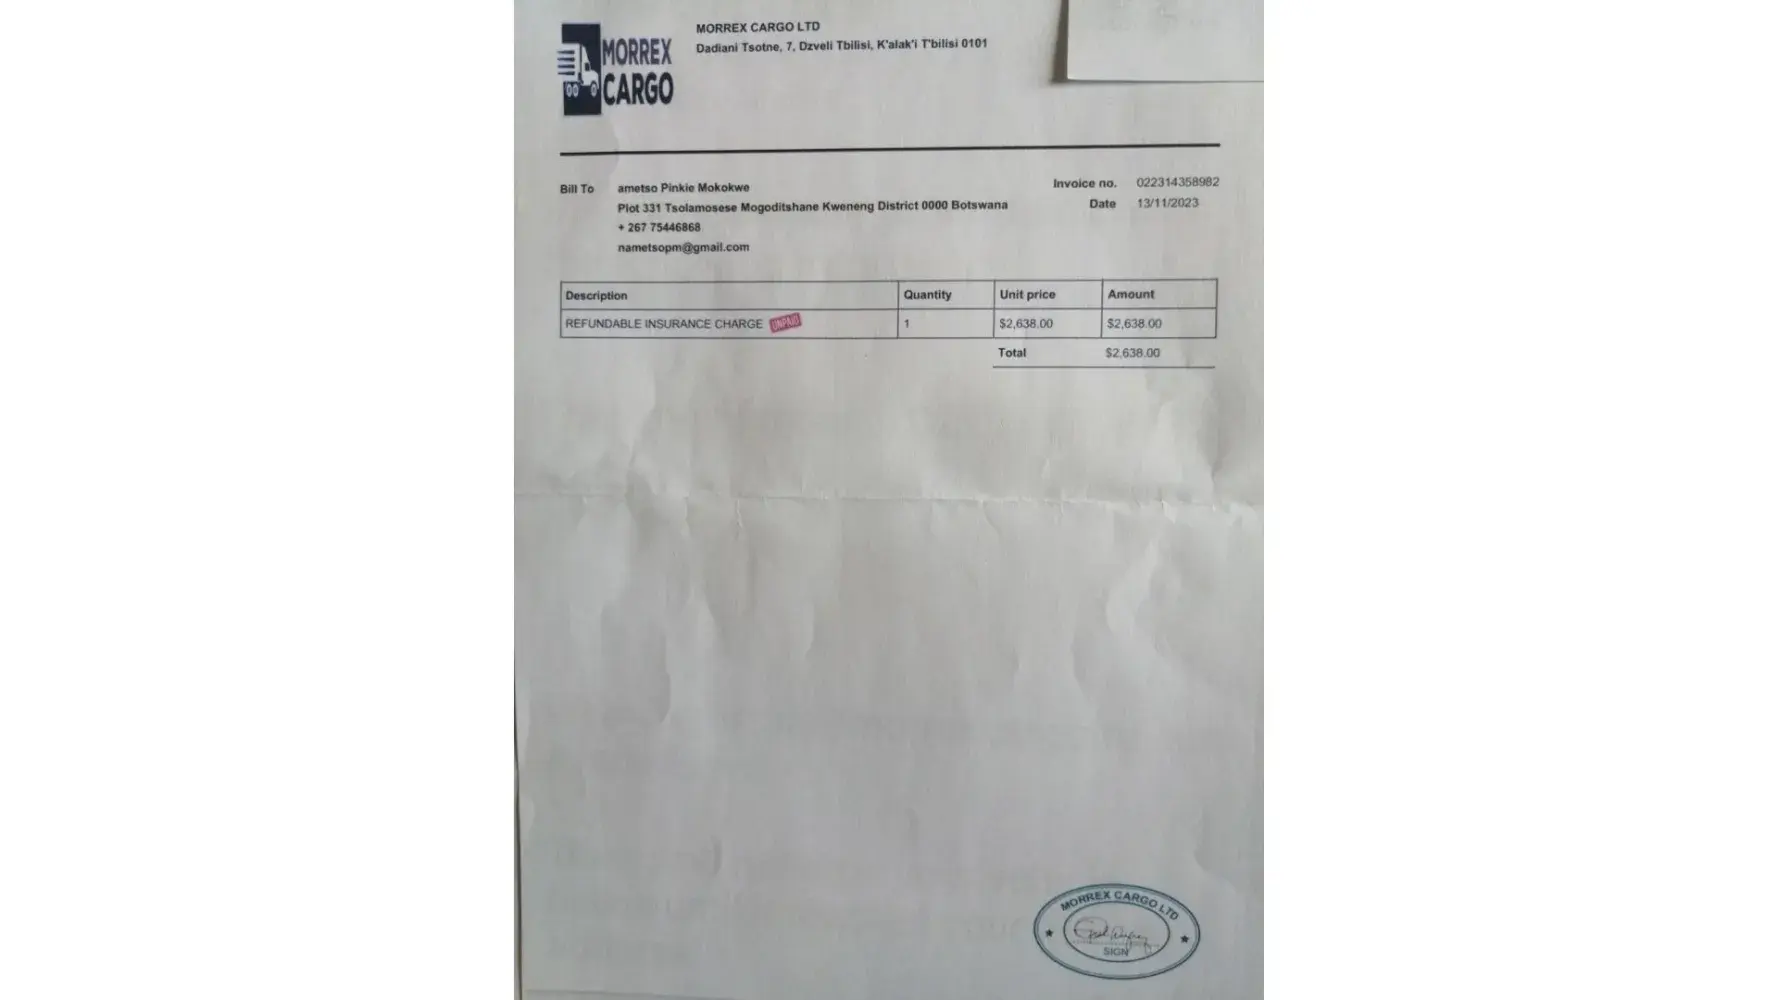 MORREX
CARGO
MORREX CARGO LTD
Dadiani Tsotne, 7, Dzveli Tbilisi, K'alak'i T'bilisi 0101
Bill To
ametso Pinkie Mokokwe
Plot 331 Tsolamosese Mogoditshane Kweneng District 0000 Botswana
+ 267 75446868
nametsopm@gmail.com
Invoice no. 022314358982
Date 13/11/2023
Description Quantity Unit price Amount
REFUNDABLE INSURANCE CHARGE UNPAID 1 $2,638.00 $2,638.00
Total $2,638.00
MORREX CARGO LTD
SIGN